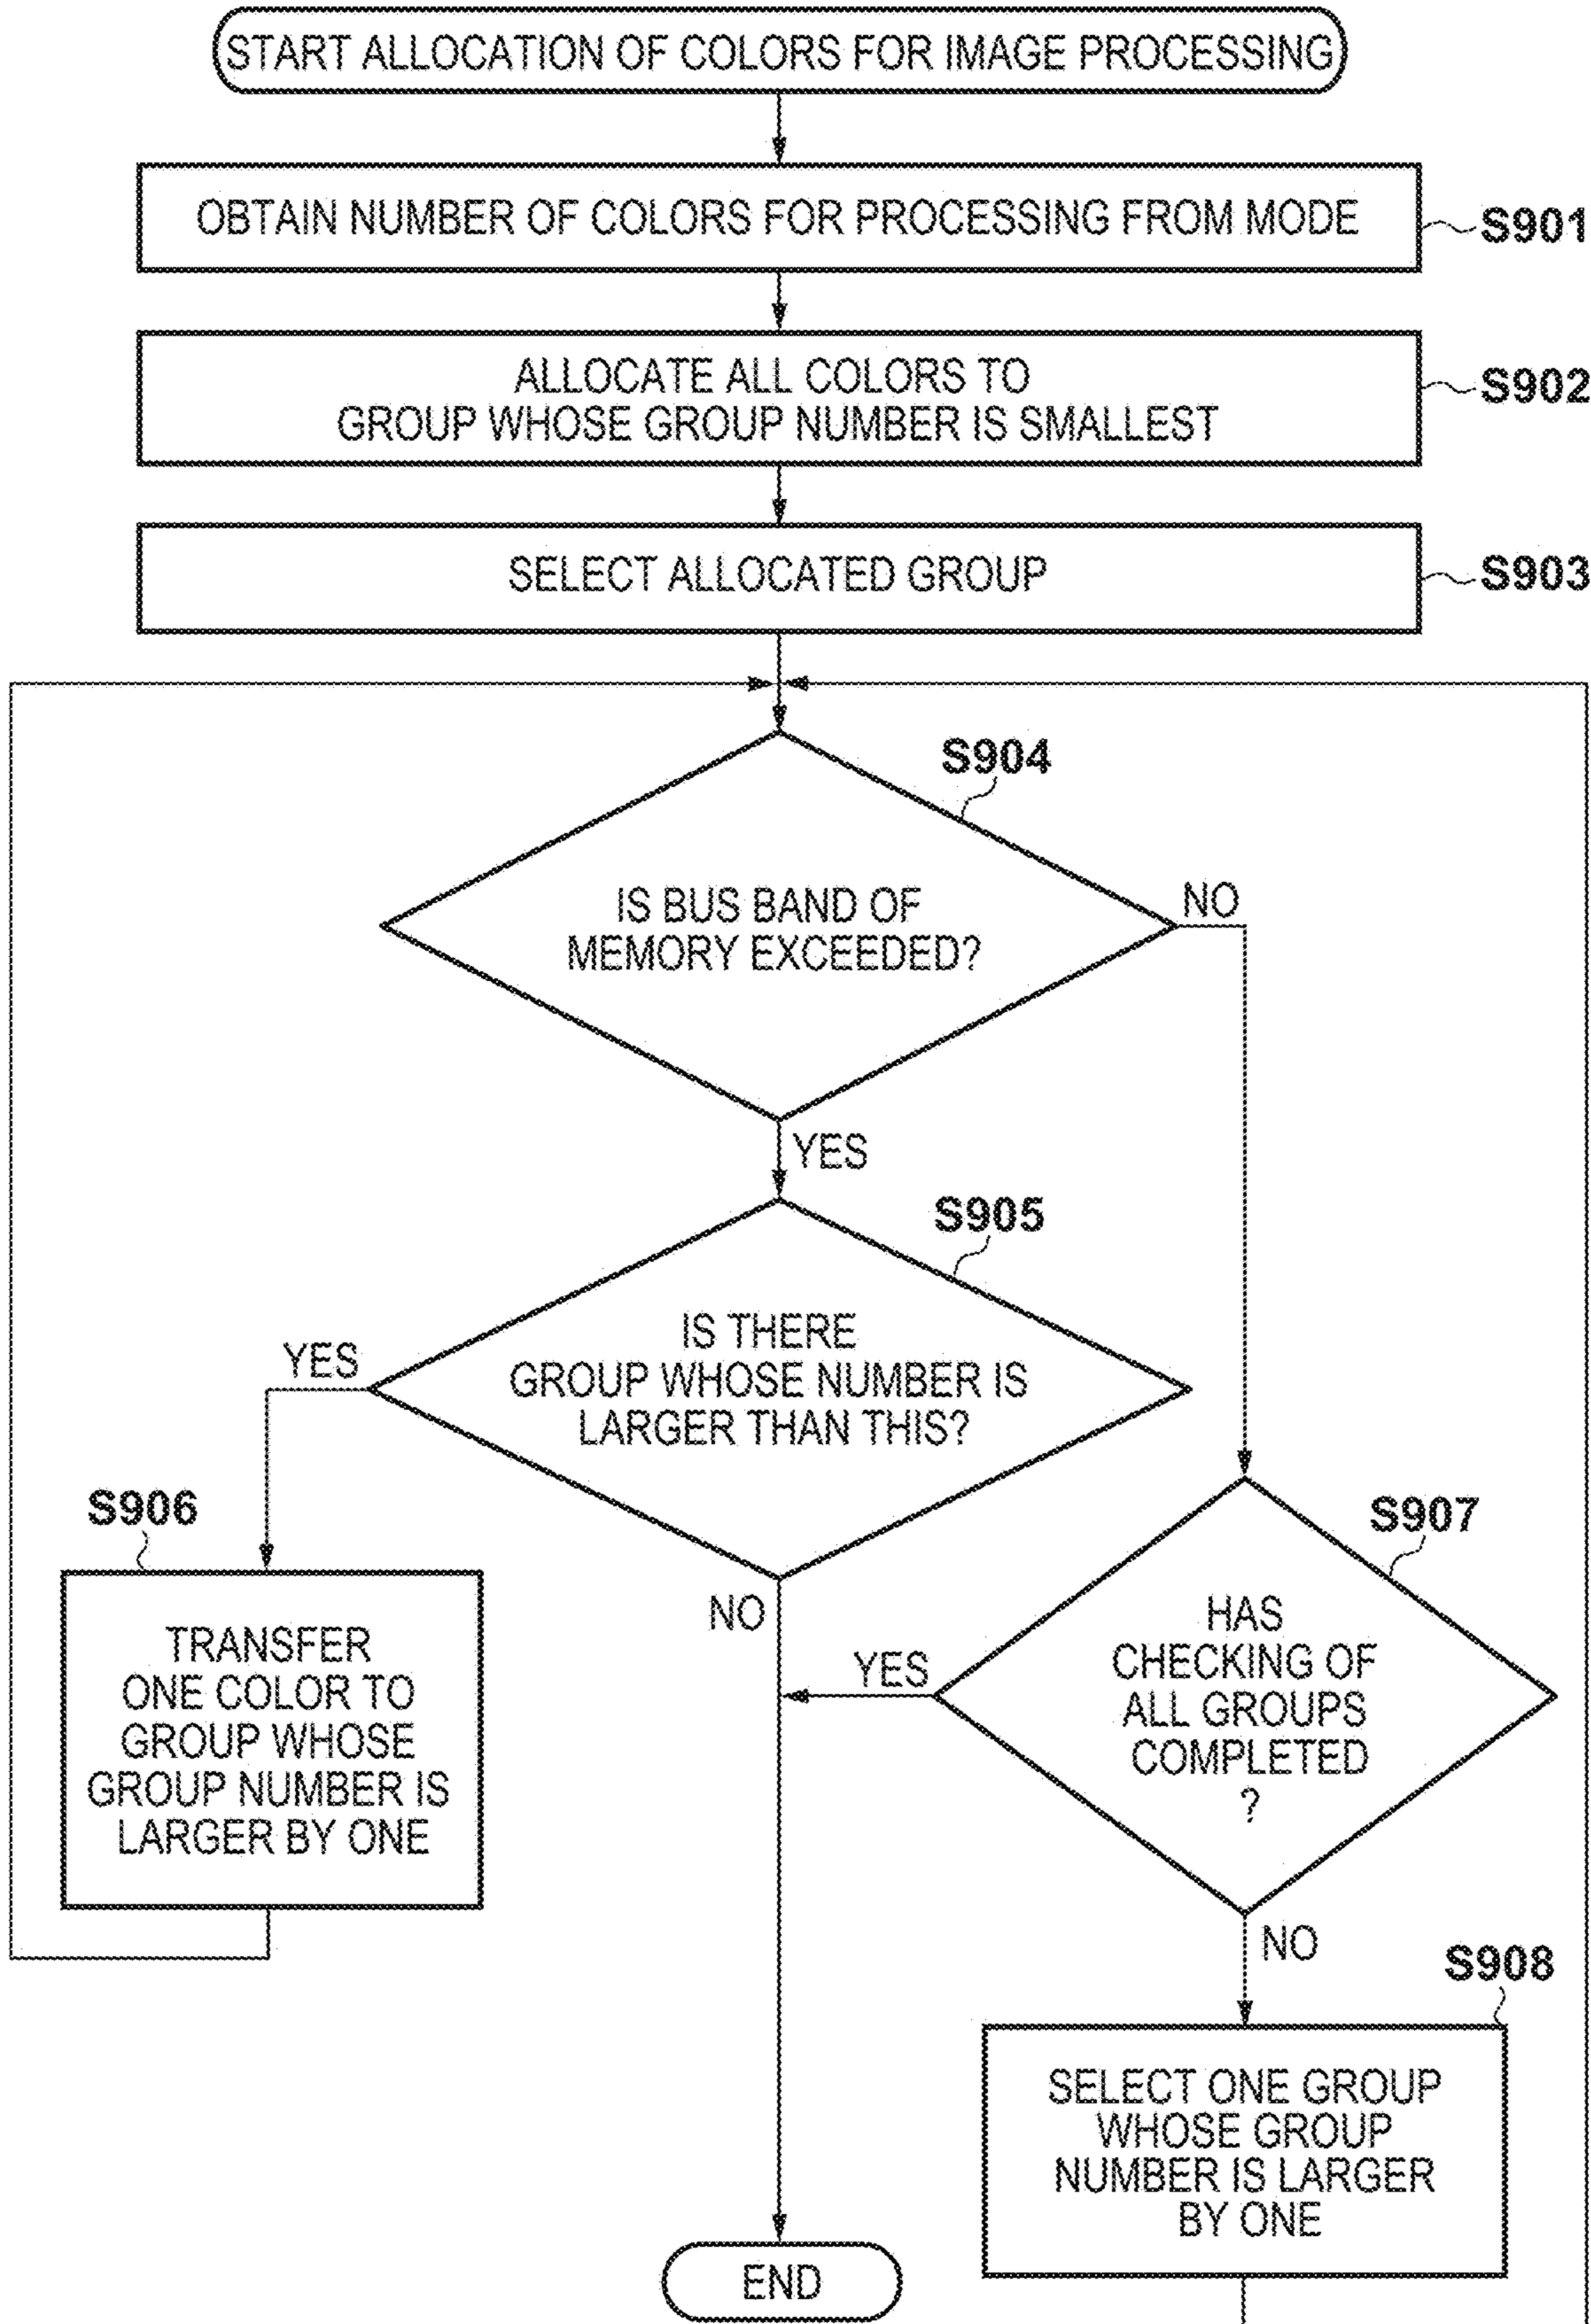 START ALLOCATION OF COLORS FOR IMAGE PROCESSING
OBTAIN NUMBER OF COLORS FOR PROCESSING FROM MODE
S901
ALLOCATE ALL COLORS TO
GROUP WHOSE GROUP NUMBER IS SMALLEST
S902
SELECT ALLOCATED GROUP
S903
S904
IS BUS BAND OF
MEMORY EXCEEDED?
NO
YES
S905
IS THERE
GROUP WHOSE NUMBER IS
LARGER THAN THIS?
YES
NO
S906
TRANSFER
ONE COLOR TO
GROUP WHOSE
GROUP NUMBER IS
LARGER BY ONE
S907
HAS
CHECKING OF
ALL GROUPS
COMPLETED
?
YES
NO
S908
SELECT ONE GROUP
WHOSE GROUP
NUMBER IS LARGER
BY ONE
END